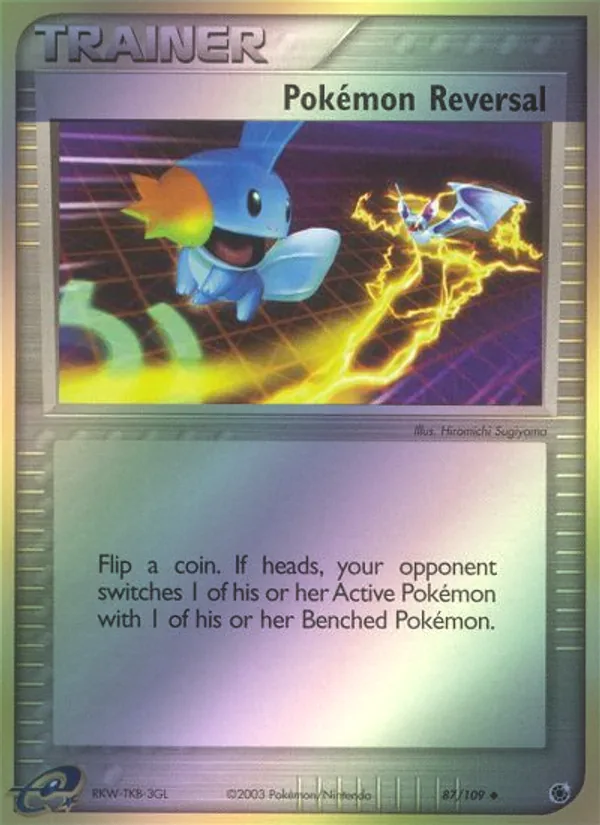 TRAINER
Pokémon Reversal
Illus. Hiromichi Sugiyama
Flip a coin. If heads, your opponent
switches 1 of his or her Active Pokémon
with 1 of his or her Benched Pokémon.
e
RKW-TKB-3GL ©2003 Pokémon/Nintendo 87/109 ◆